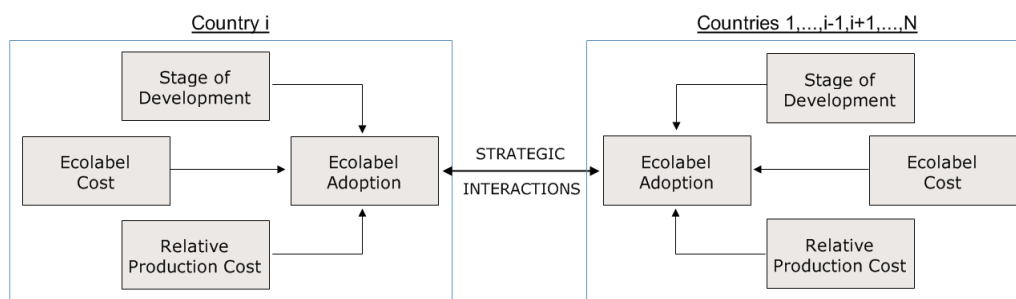 Country i
Countries 1,...,i-1,i+1,...,N
Stage of
Development
Ecolabel
Cost
Ecolabel
Adoption
Relative
Production Cost
STRATEGIC
INTERACTIONS
Stage of
Development
Ecolabel
Adoption
Ecolabel
Cost
Relative
Production Cost